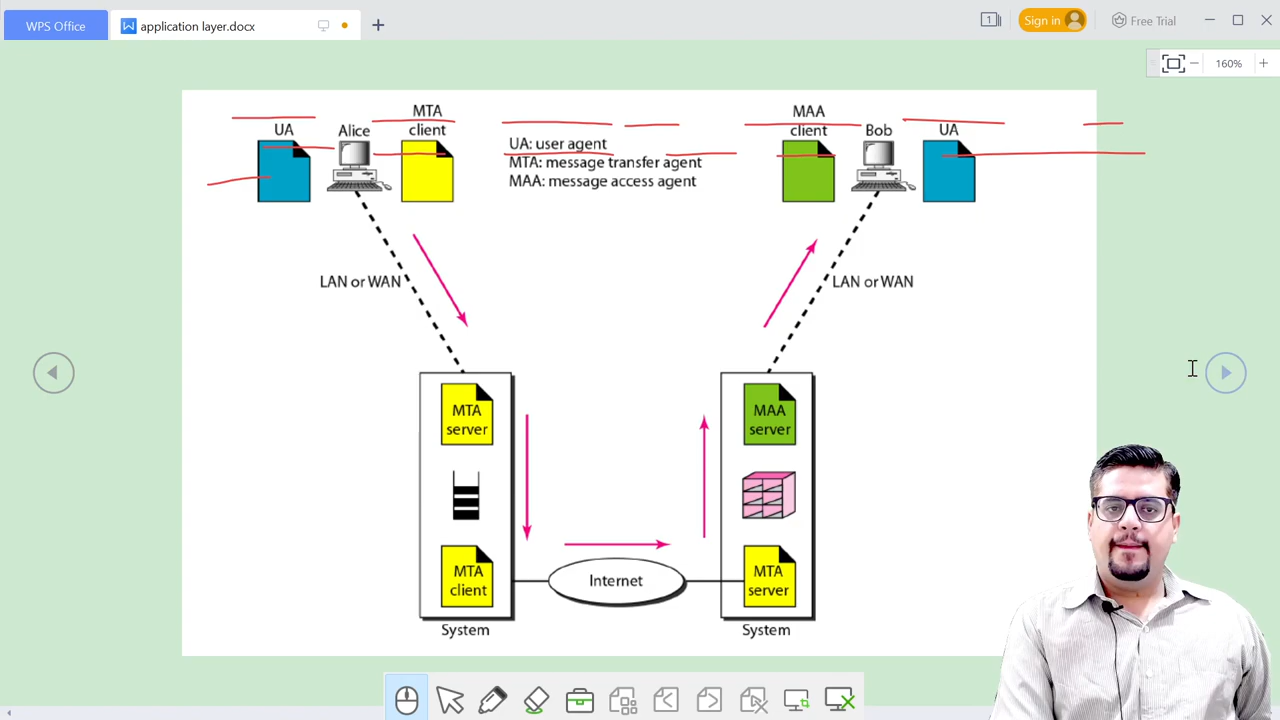 WPS Office
application layer.docx
1
Sign in
Free Trial
160%
UA
Alice
MTA
client
UA: user agent
MTA: message transfer agent
MAA: message access agent
MAA
client
Bob
UA
LAN or WAN
LAN or WAN
MTA
server
MAA
server
MTA
client
Internet
MTA
server
System
System